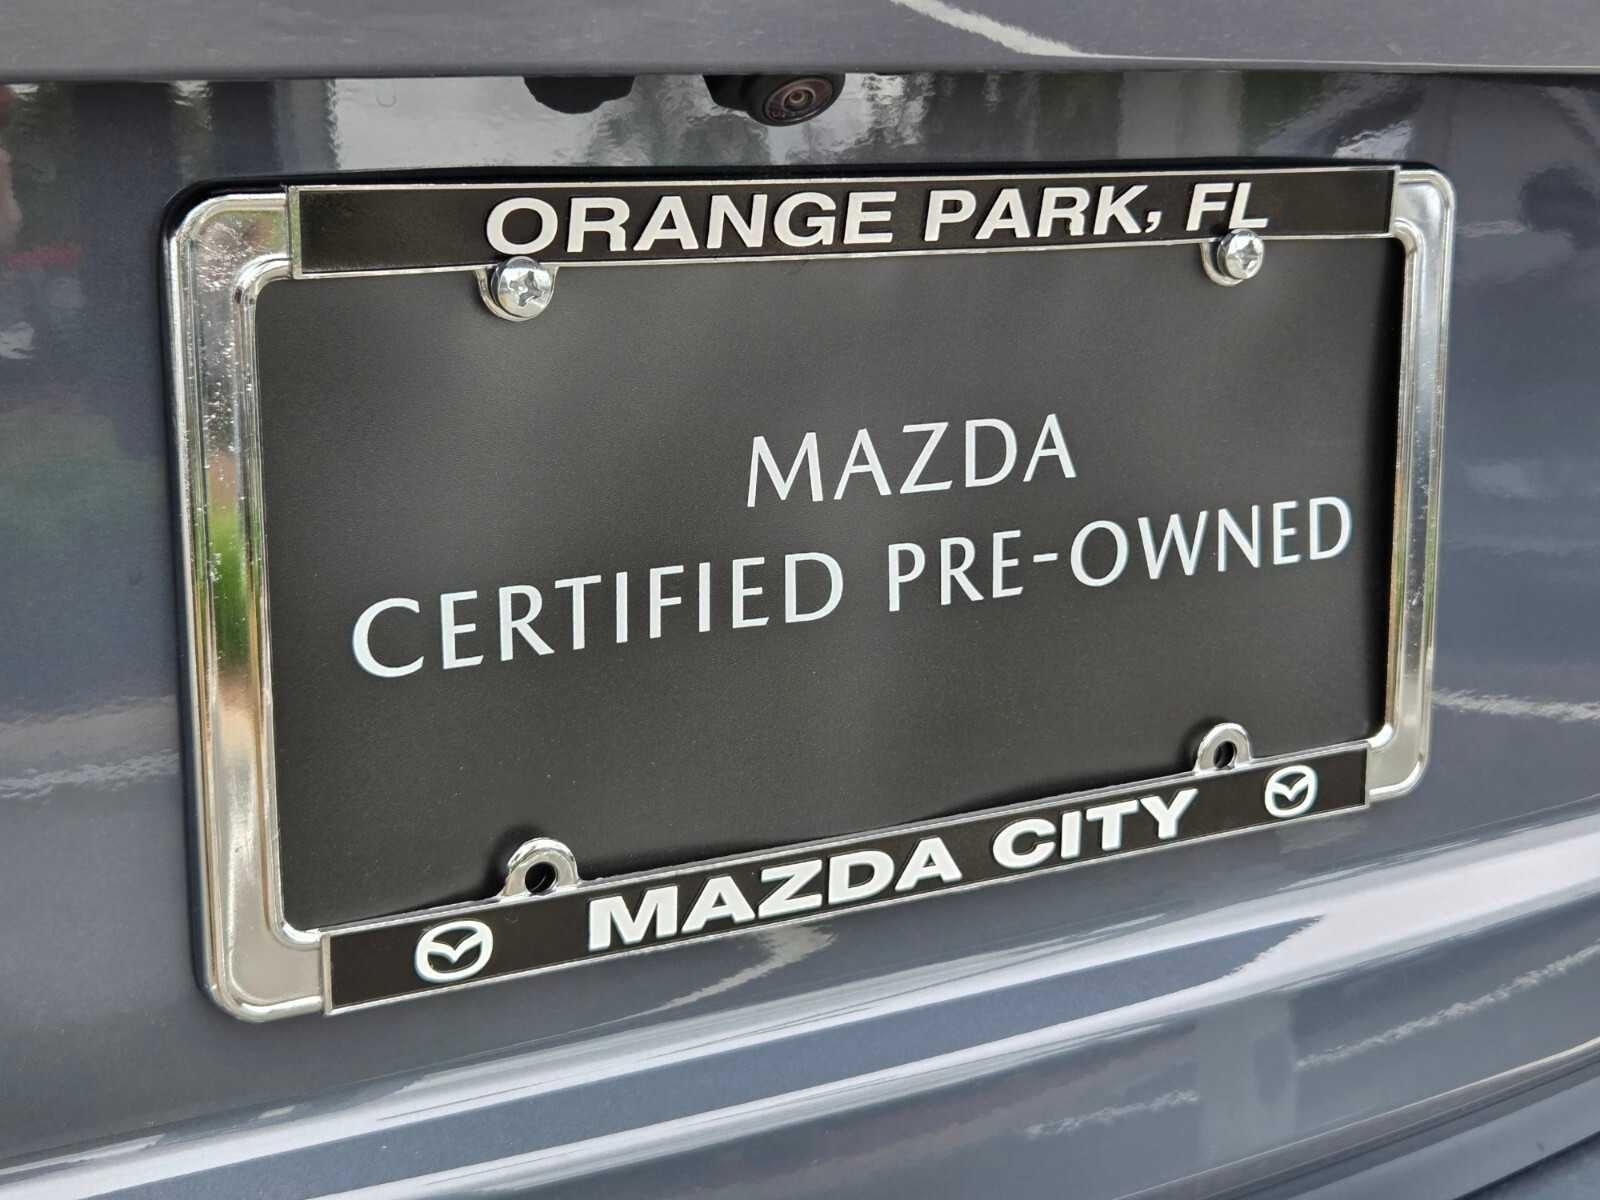 ORANGE PARK, FL
MAZDA
CERTIFIED PRE-OWNED
MAZDA CITY